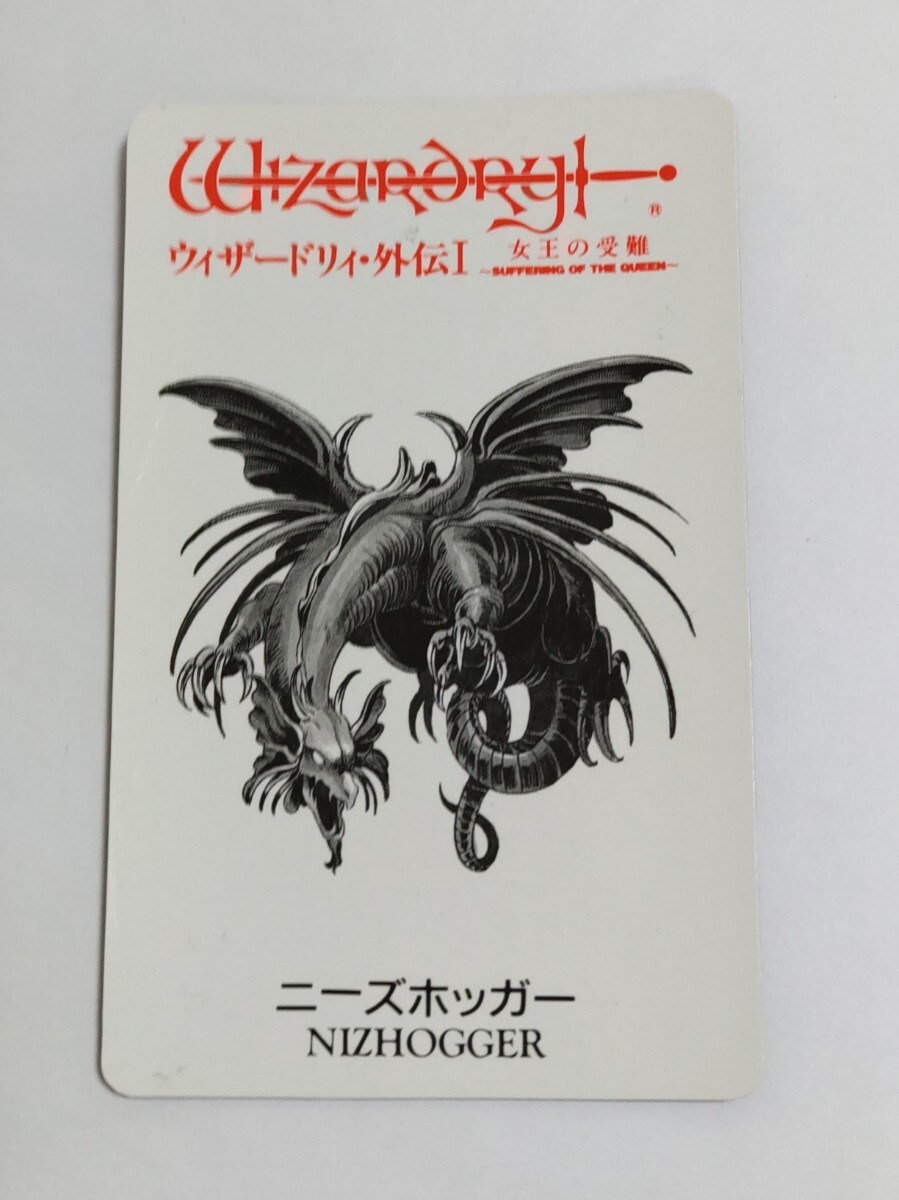 Wizardry
®
ウィザードリィ・外伝I
女王の受難
～SUFFERING OF THE QUEEN～
ニーズホッガー
NIZHOGGER